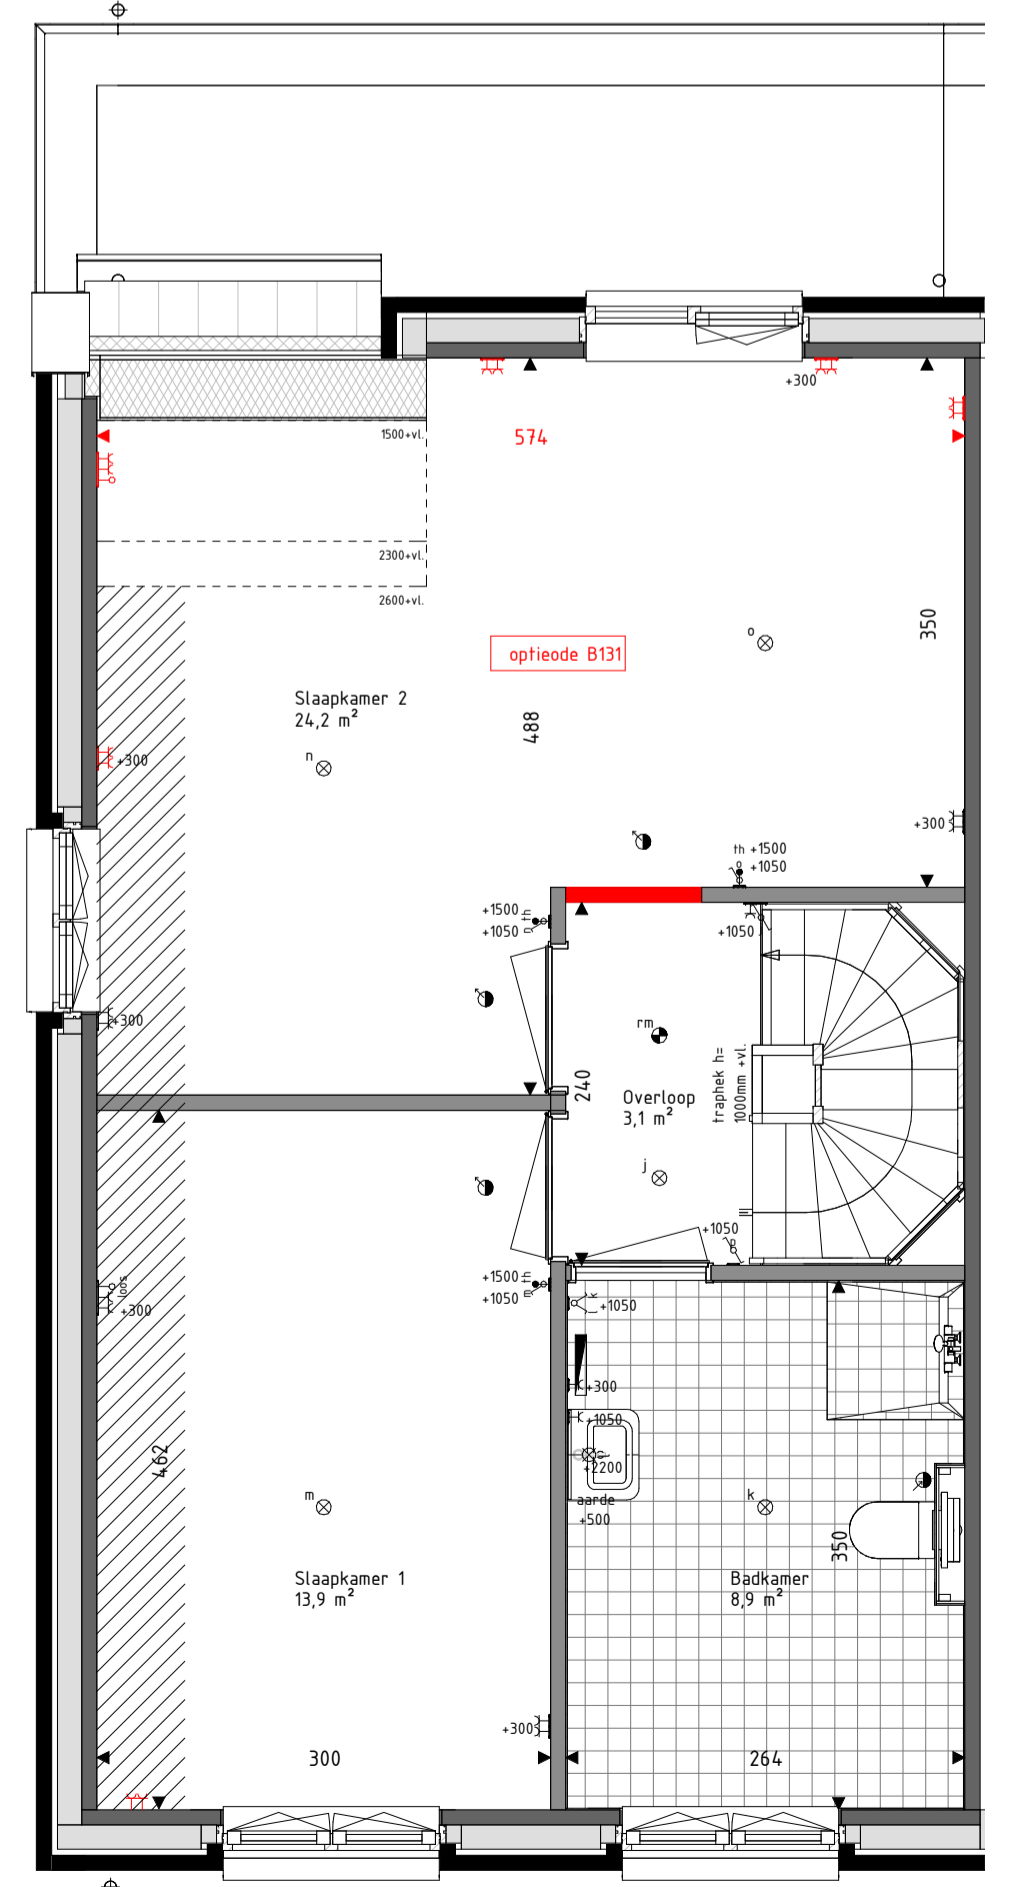 +300
1500+vl.
574
2300+vl.
2600+vl.
350
o
optieode B131
Slaapkamer 2
24,2 m²
488
n
+300
+300
th +1500
o +1050
+1500
+1050
n th
+1050
+300
rm
240
Overloop
3,1 m²
traphek h=
1000mm +vl.
j
+1050
p
+1500
+1050
m th
loos
+300
k
j
+1050
+300
+1050
462
+2200
aarde
+500
m
k
350
Slaapkamer 1
13,9 m²
Badkamer
8,9 m²
+300
300
264